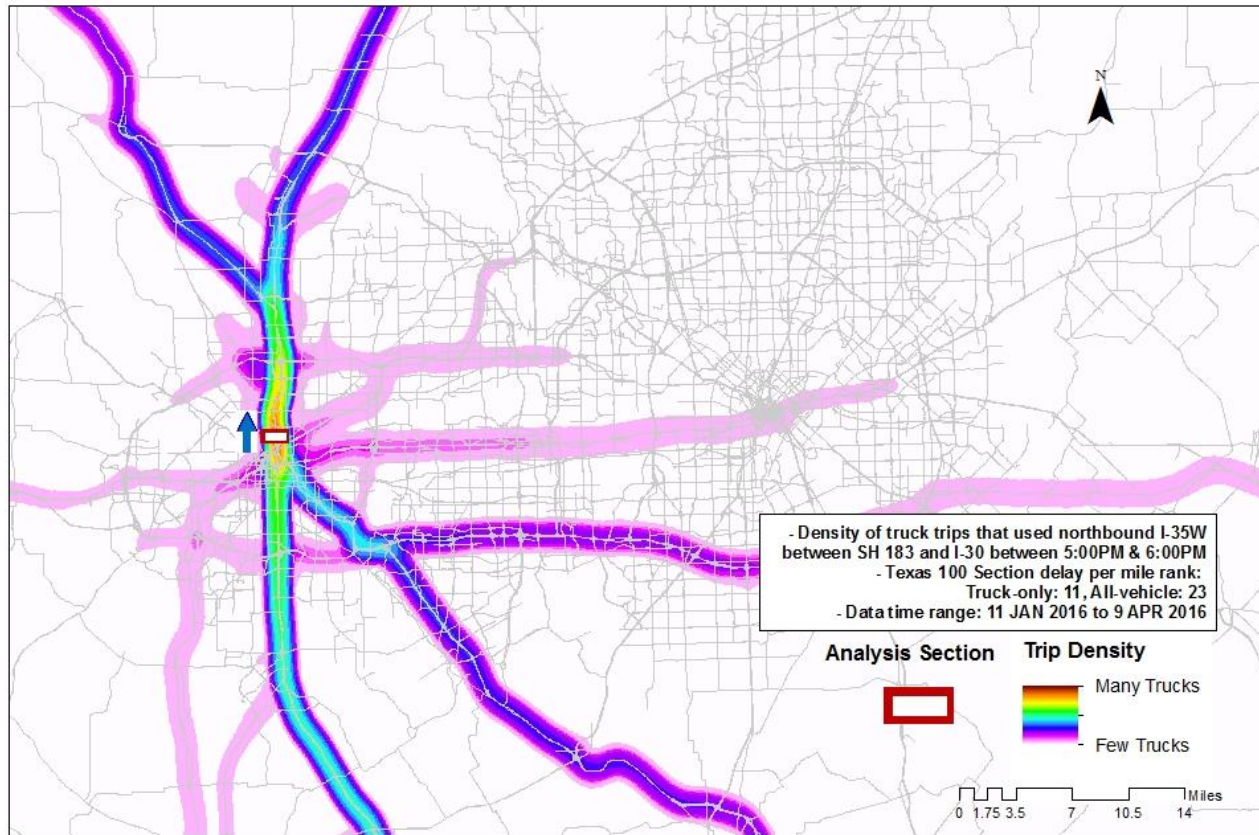 N
- Density of truck trips that used northbound I-35W
between SH 183 and I-30 between 5:00PM & 6:00PM
- Texas 100 Section delay per mile rank:
Truck-only: 11, All-vehicle: 23
- Data time range: 11 JAN 2016 to 9 APR 2016
Analysis Section
Trip Density
Many Trucks
Few Trucks
Miles
0 1.75 3.5 7 10.5 14